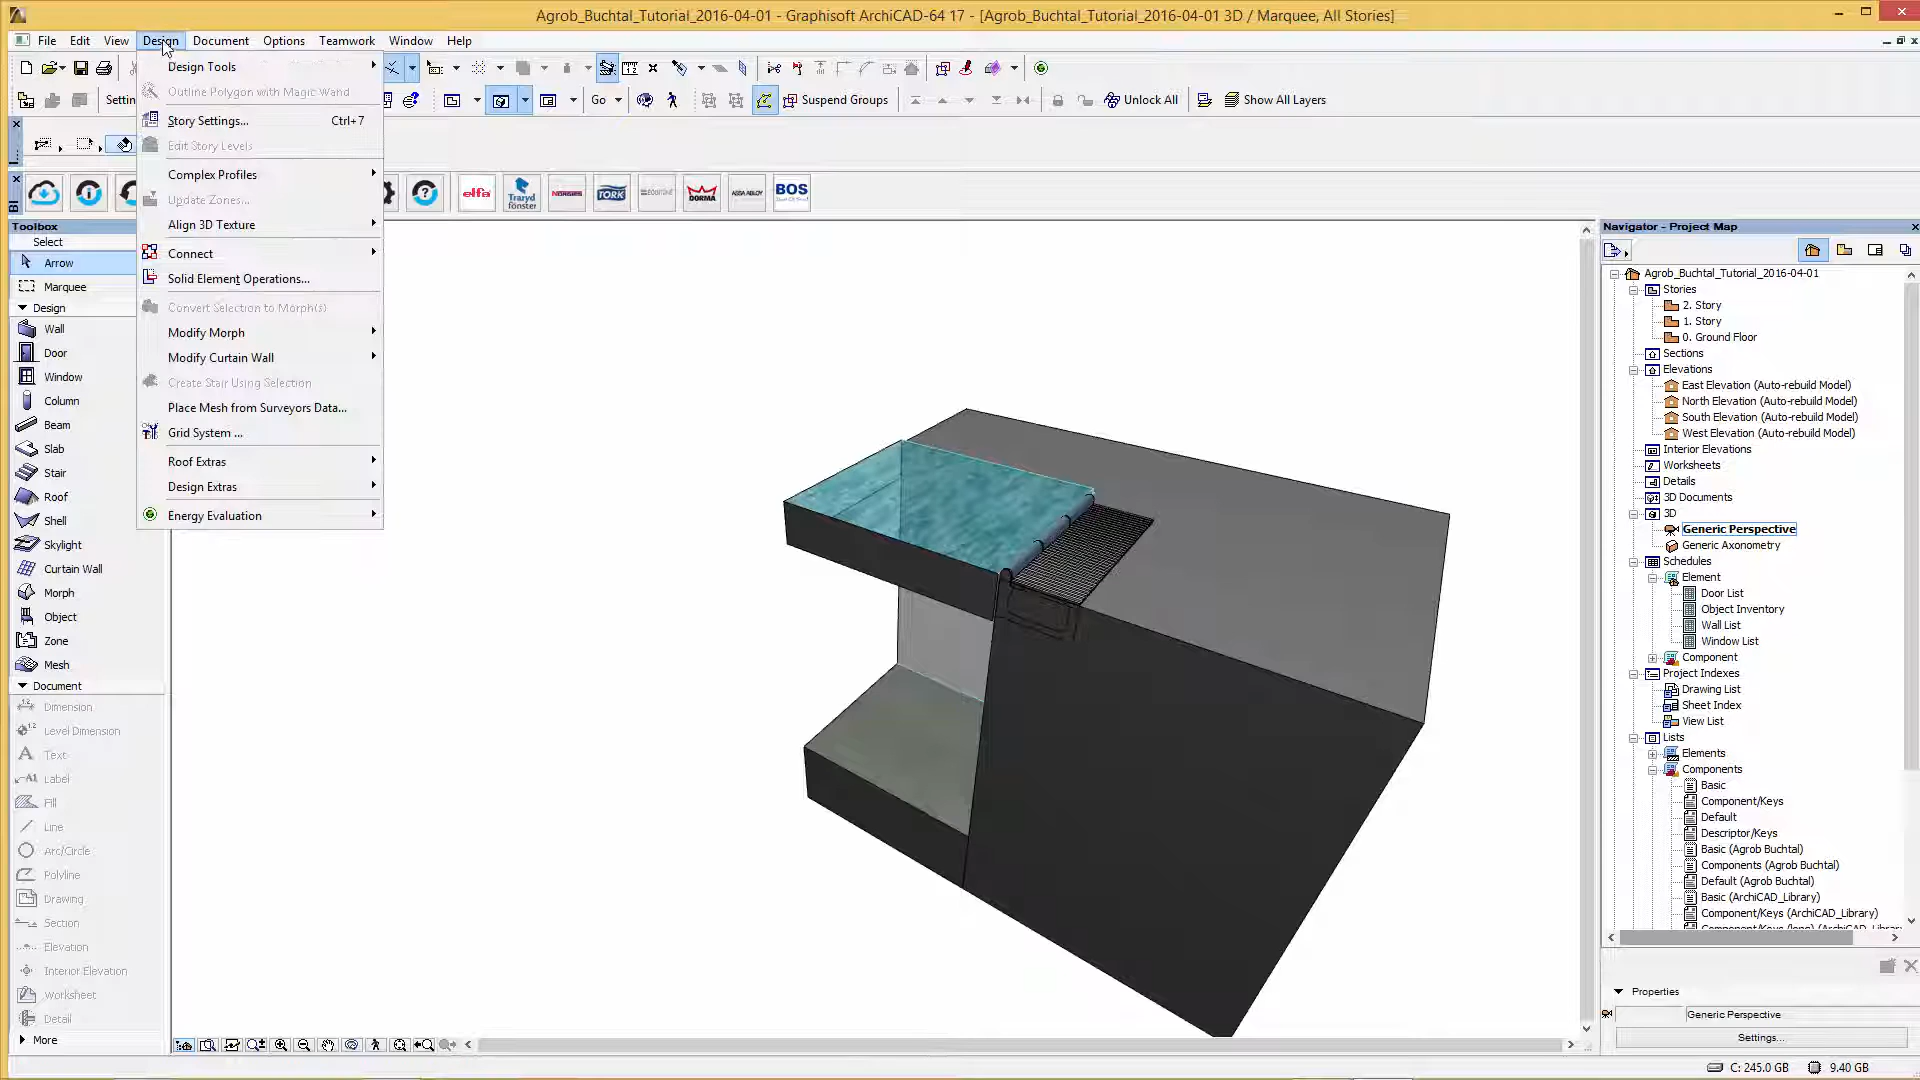 Agrob_Buchtal_Tutorial_2016-04-01 - Graphisoft ArchiCAD-64 17 - [Agrob_Buchtal_Tutorial_2016-04-01 3D / Marquee, All Stories]
File Edit View Design Document Options Teamwork Window Help
Go Suspend Groups Unlock All Show All Layers
Design Tools
Outline Polygon with Magic Wand
Story Settings... Ctrl+7
Edit Story Levels
Complex Profiles
Update Zones...
Align 3D Texture
Connect
Solid Element Operations...
Convert Selection to Morph(s)
Modify Morph
Modify Curtain Wall
Create Stair Using Selection
Place Mesh from Surveyors Data...
Grid System ...
Roof Extras
Design Extras
Energy Evaluation
elfa Traryd fönster NORGIPS TORK DORMA ASSA ABLOY BOS
Toolbox
Select
Arrow
Marquee
Design
Wall
Door
Window
Column
Beam
Slab
Stair
Roof
Shell
Skylight
Curtain Wall
Morph
Object
Zone
Mesh
Document
Dimension
Level Dimension
Text
Label
Fill
Line
Arc/Circle
Polyline
Drawing
Section
Elevation
Interior Elevation
Worksheet
Detail
More
Navigator - Project Map
Agrob_Buchtal_Tutorial_2016-04-01
Stories
2. Story
1. Story
0. Ground Floor
Sections
Elevations
East Elevation (Auto-rebuild Model)
North Elevation (Auto-rebuild Model)
South Elevation (Auto-rebuild Model)
West Elevation (Auto-rebuild Model)
Interior Elevations
Worksheets
Details
3D Documents
3D
Generic Perspective
Generic Axonometry
Schedules
Element
Door List
Object Inventory
Wall List
Window List
Component
Project Indexes
Drawing List
Sheet Index
View List
Lists
Elements
Components
Basic
Component/Keys
Default
Descriptor/Keys
Basic (Agrob Buchtal)
Components (Agrob Buchtal)
Default (Agrob Buchtal)
Basic (ArchiCAD_Library)
Component/Keys (ArchiCAD_Library)
Properties
Generic Perspective
Settings...
C: 245.0 GB 9.40 GB